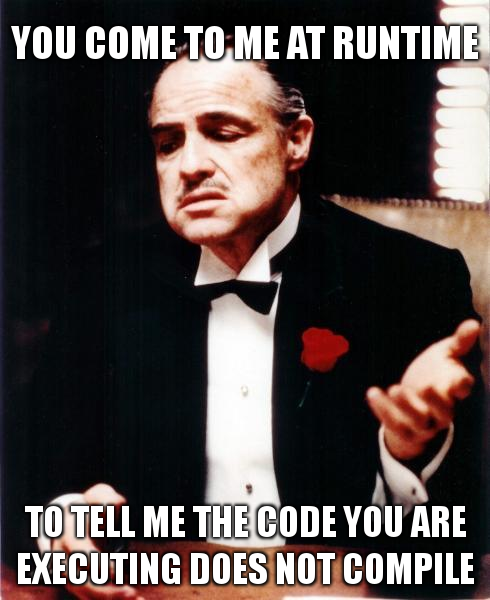 YOU COME TO ME AT RUNTIME
TO TELL ME THE CODE YOU ARE
EXECUTING DOES NOT COMPILE